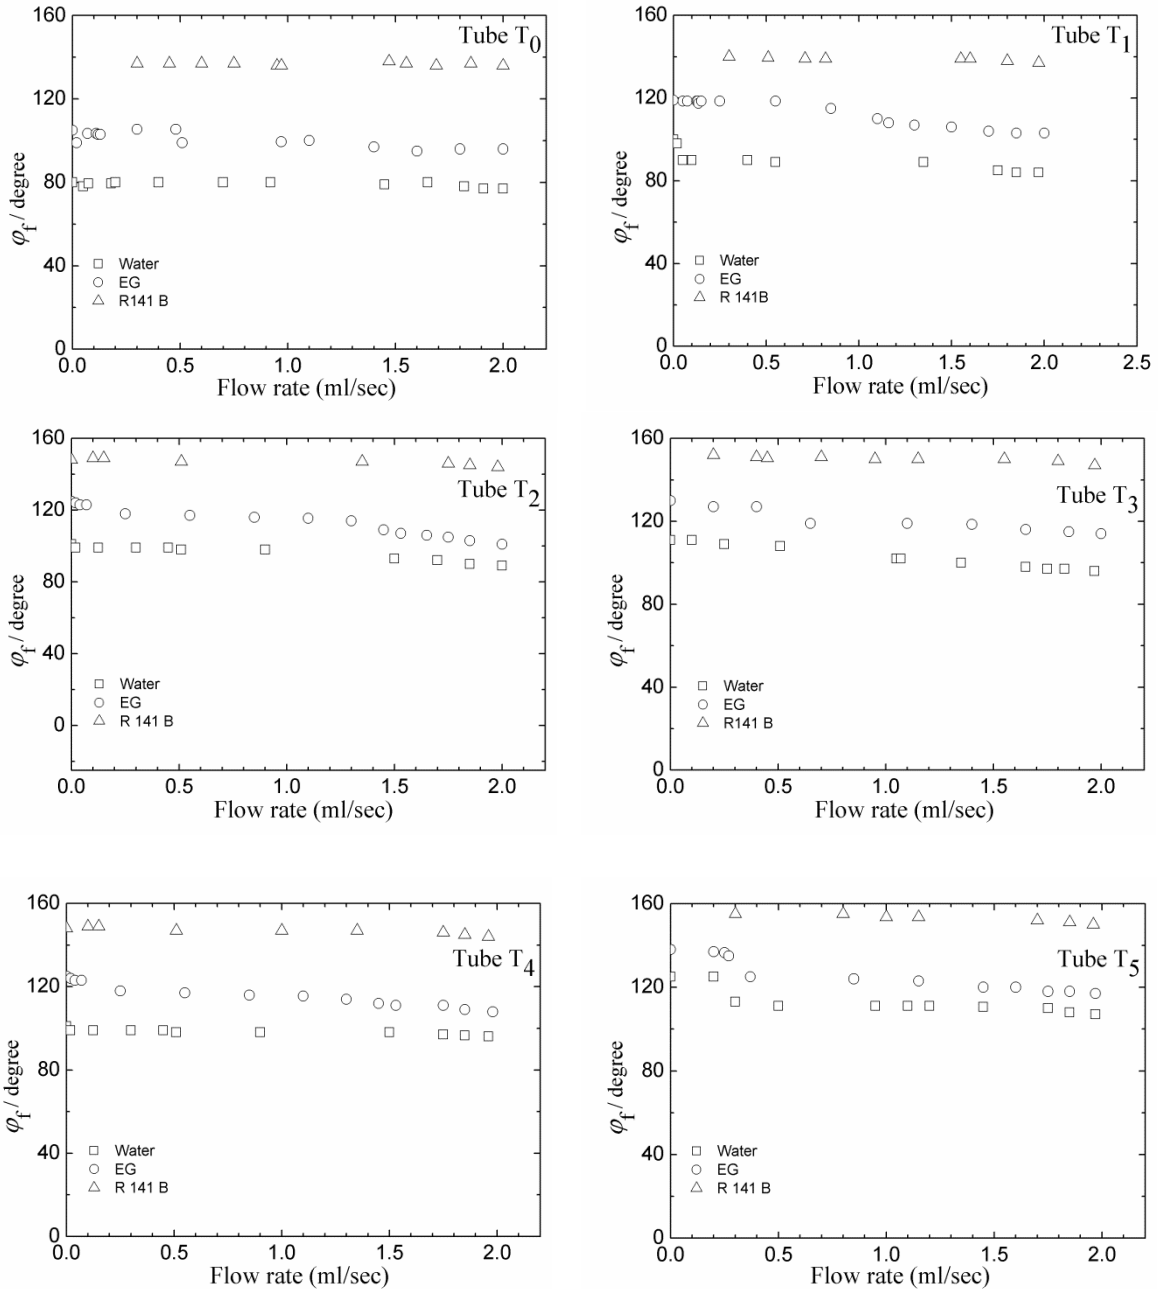 160
120
80
40
0
φf / degree
Tube T0
Water
EG
R141 B
0.0 0.5 1.0 1.5 2.0
Flow rate (ml/sec)
160
120
80
40
0
φf / degree
Tube T1
Water
EG
R 141B
0.0 0.5 1.0 1.5 2.0 2.5
Flow rate (ml/sec)
160
120
80
40
0
φf / degree
Tube T2
Water
EG
R 141 B
0.0 0.5 1.0 1.5 2.0
Flow rate (ml/sec)
160
120
80
40
0
φf / degree
Tube T3
Water
EG
R141 B
0.0 0.5 1.0 1.5 2.0
Flow rate (ml/sec)
160
120
80
40
0
φf / degree
Tube T4
Water
EG
R 141 B
0.0 0.5 1.0 1.5 2.0
Flow rate (ml/sec)
160
120
80
40
0
φf / degree
Tube T5
Water
EG
R 141 B
0.0 0.5 1.0 1.5 2.0
Flow rate (ml/sec)